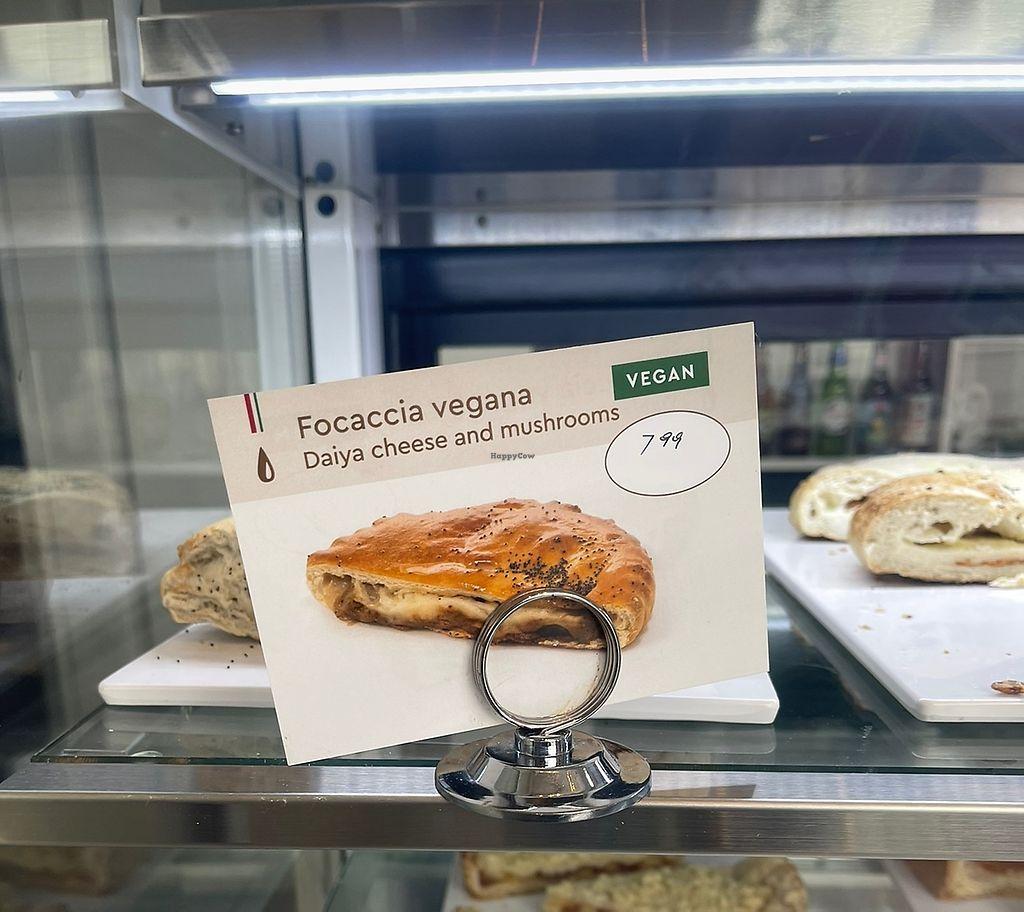 VEGAN
Focaccia vegana
Daiya cheese and mushrooms
7 99
HappyCow